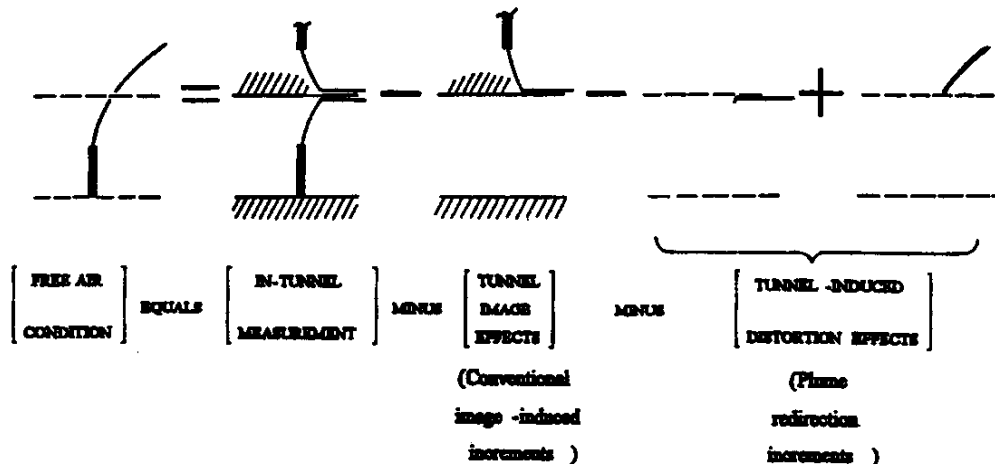 [ FREE AIR CONDITION ] EQUALS [ IN-TUNNEL MEASUREMENT ] MINUS [ TUNNEL IMAGE EFFECTS ] MINUS [ TUNNEL -INDUCED DISTORTION EFFECTS ]
(Conventional image -induced increments )
(Plume redirection increments )